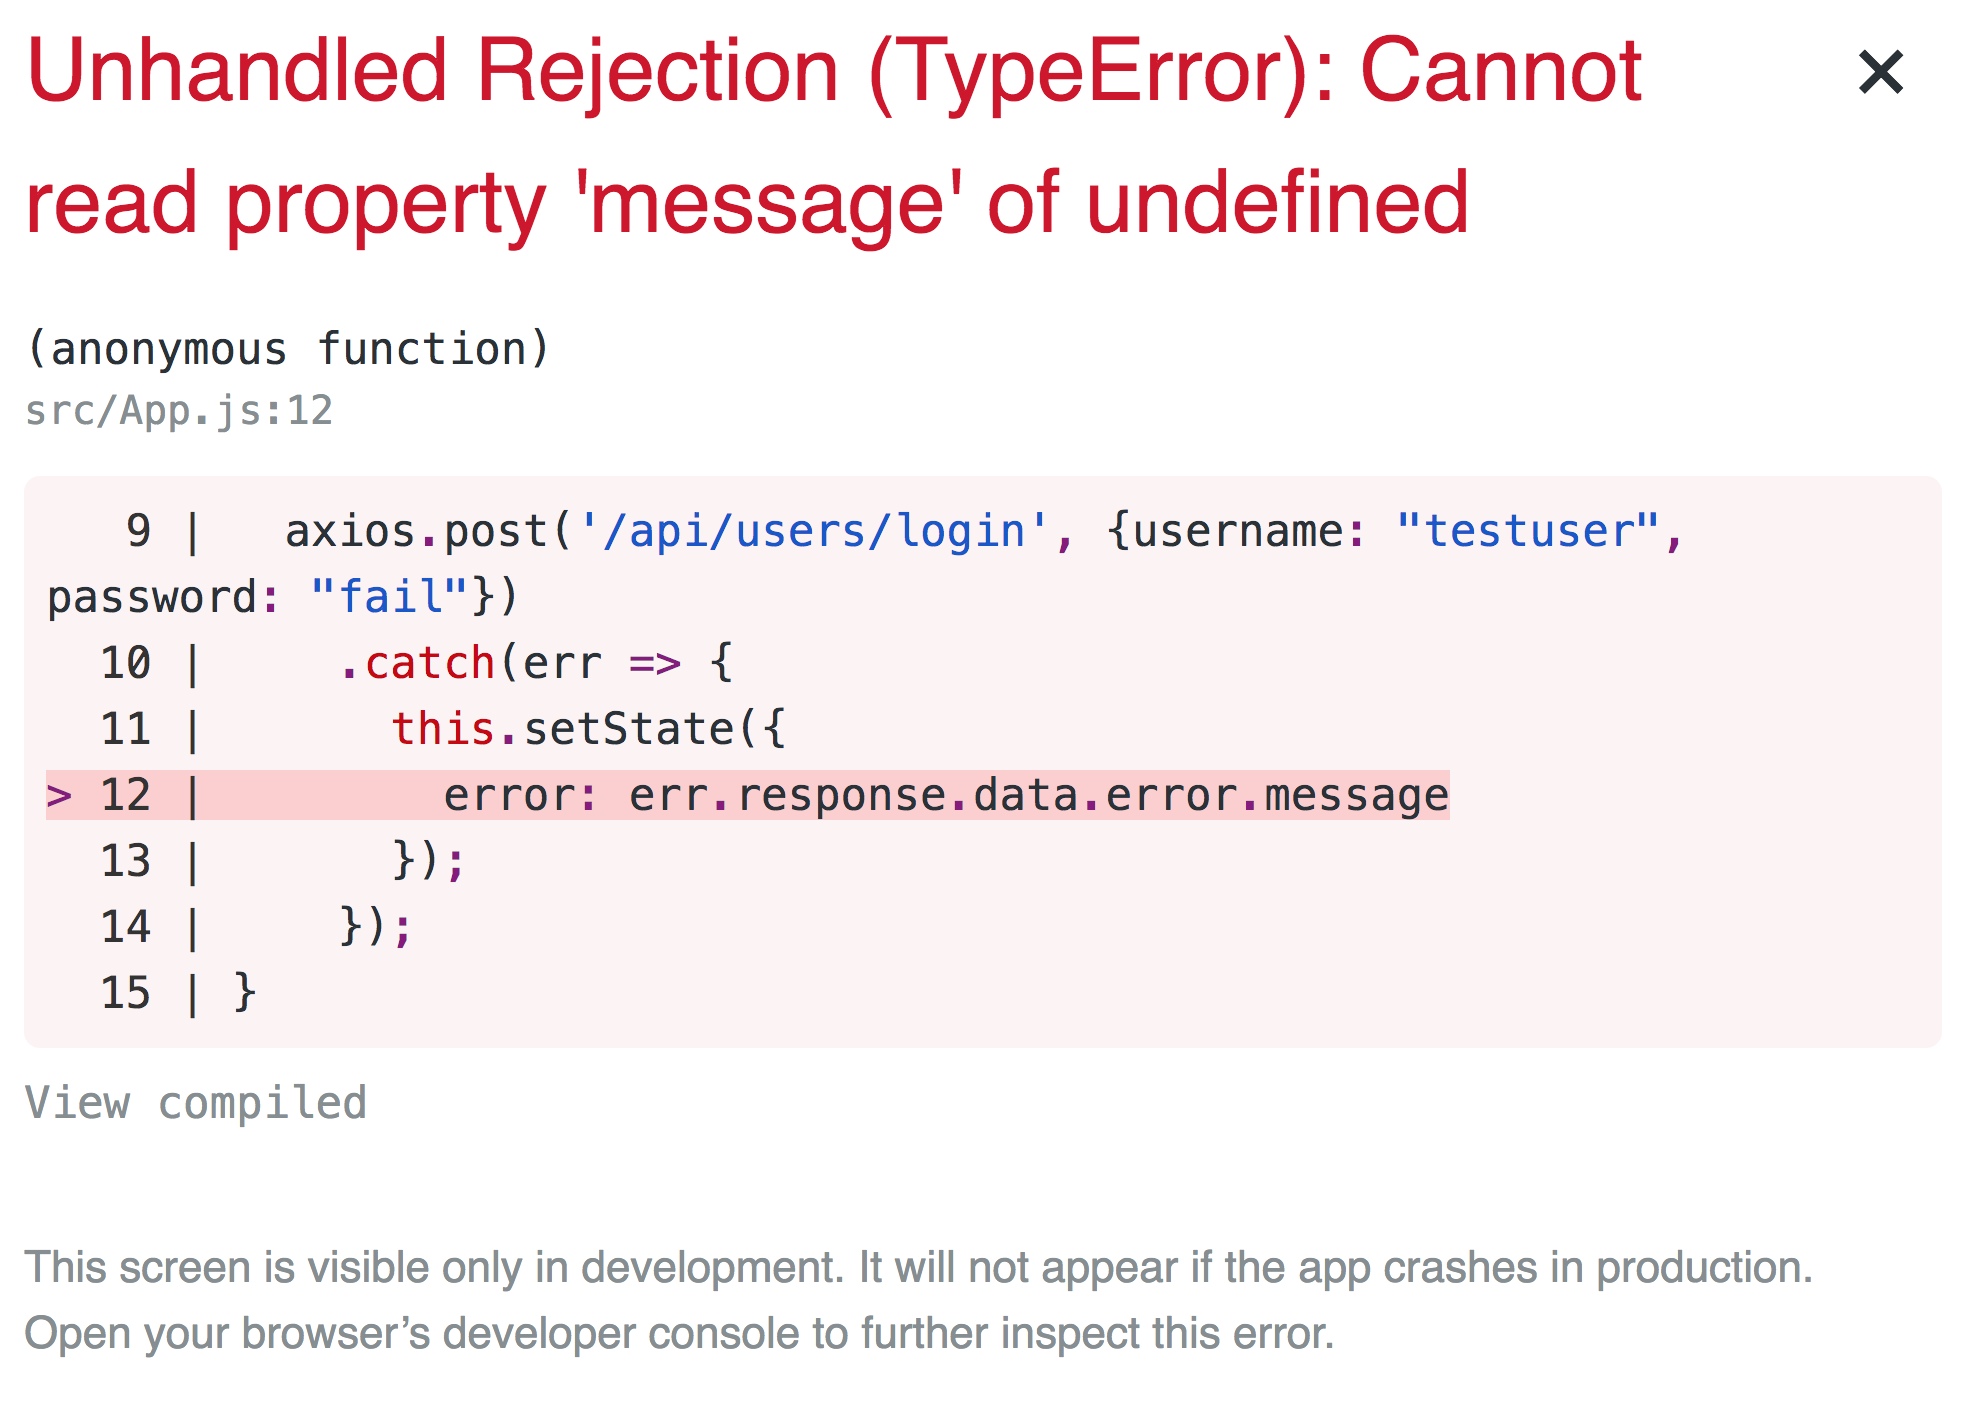 Unhandled Rejection (TypeError): Cannot
read property 'message' of undefined
(anonymous function)
src/App.js:12
   9 |   axios.post('/api/users/login', {username: "testuser",
password: "fail"})
  10 |     .catch(err => {
  11 |       this.setState({
> 12 |         error: err.response.data.error.message
  13 |       });
  14 |     });
  15 | }
View compiled
This screen is visible only in development. It will not appear if the app crashes in production.
Open your browser’s developer console to further inspect this error.